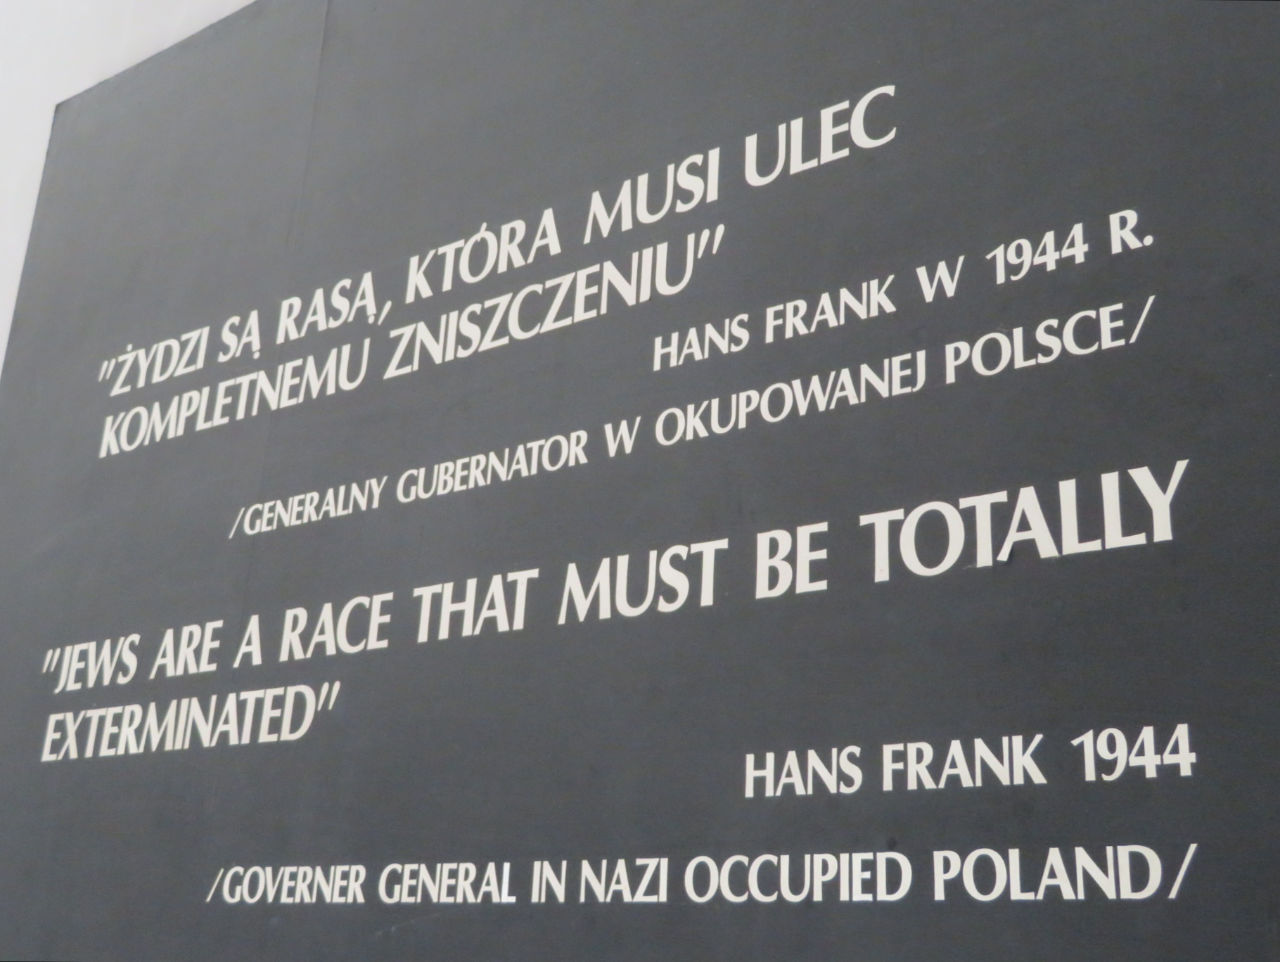 "ŻYDZI SĄ RASĄ, KTÓRA MUSI ULEC
KOMPLETNEMU ZNISZCZENIU"
HANS FRANK W 1944 R.
/GENERALNY GUBERNATOR W OKUPOWANEJ POLSCE/
"JEWS ARE A RACE THAT MUST BE TOTALLY
EXTERMINATED"
HANS FRANK 1944
/GOVERNER GENERAL IN NAZI OCCUPIED POLAND/